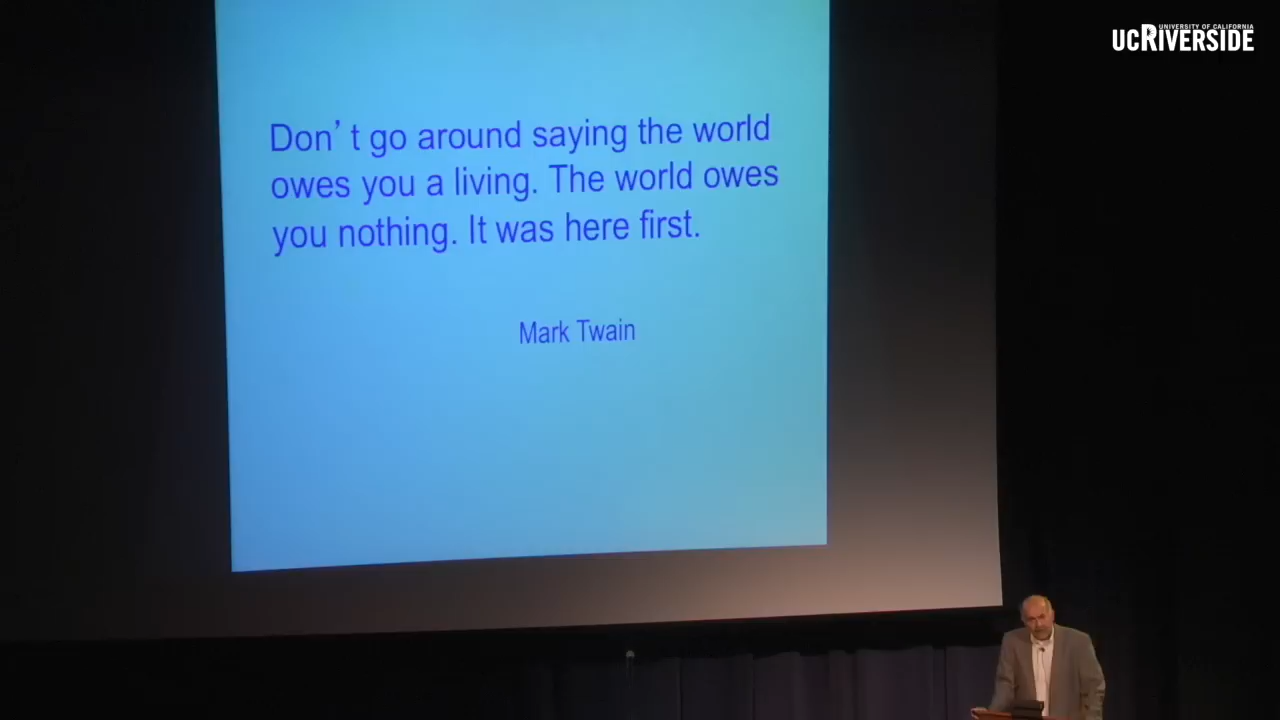 UNIVERSITY OF CALIFORNIA
UCRIVERSIDE
Don’t go around saying the world
owes you a living. The world owes
you nothing. It was here first.
Mark Twain